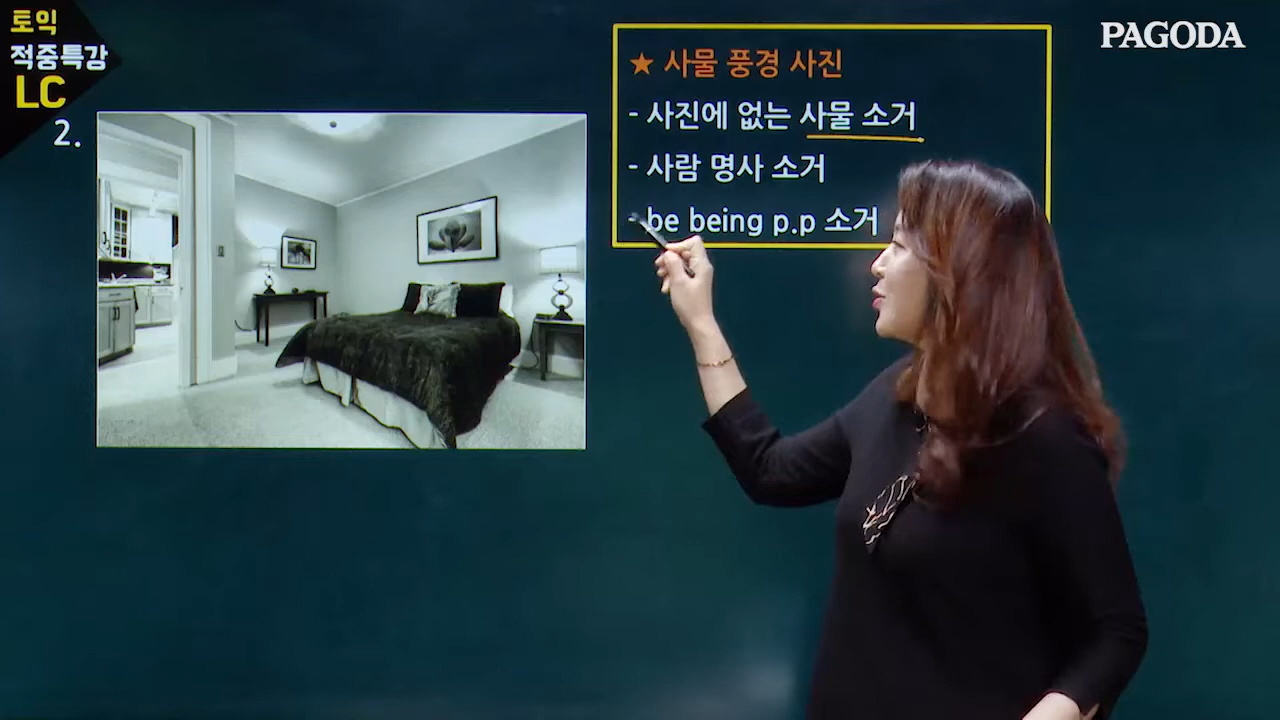 토익
적중특강
LC
2.
★ 사물 풍경 사진
- 사진에 없는 사물 소거
- 사람 명사 소거
- be being p.p 소거
PAGODA